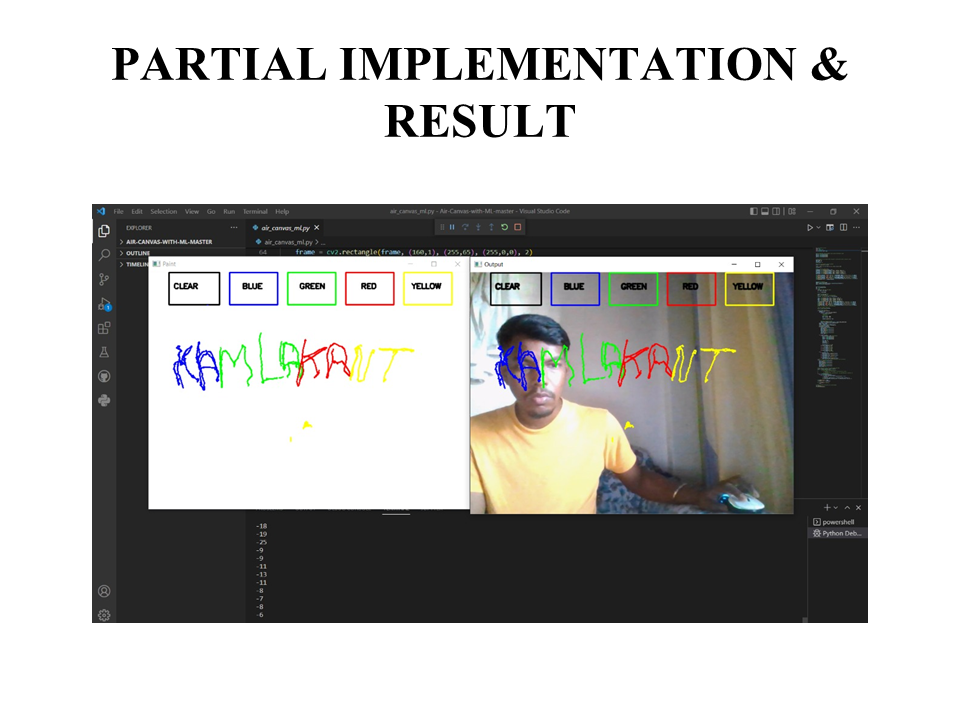 PARTIAL IMPLEMENTATION &
RESULT
File Edit Selection View Go Run Terminal Help
air_canvas_ml.py - Air-Canvas-with-ML-master - Visual Studio Code
EXPLORER
air_canvas_ml.py
AIR-CANVAS-WITH-ML-MASTER
air_canvas_ml.py > ...
OUTLINE
64 frame = cv2.rectangle(frame, (160,1), (255,65), (255,0,0), 2)
TIMELIN
Paint
Output
CLEAR BLUE GREEN RED YELLOW
CLEAR BLUE GREEN RED YELLOW
KAMLAKANT
KAMLAKANT
-18
-19
-25
-9
-9
-11
-13
-11
-8
-7
-8
-6
powershell
Python Deb...